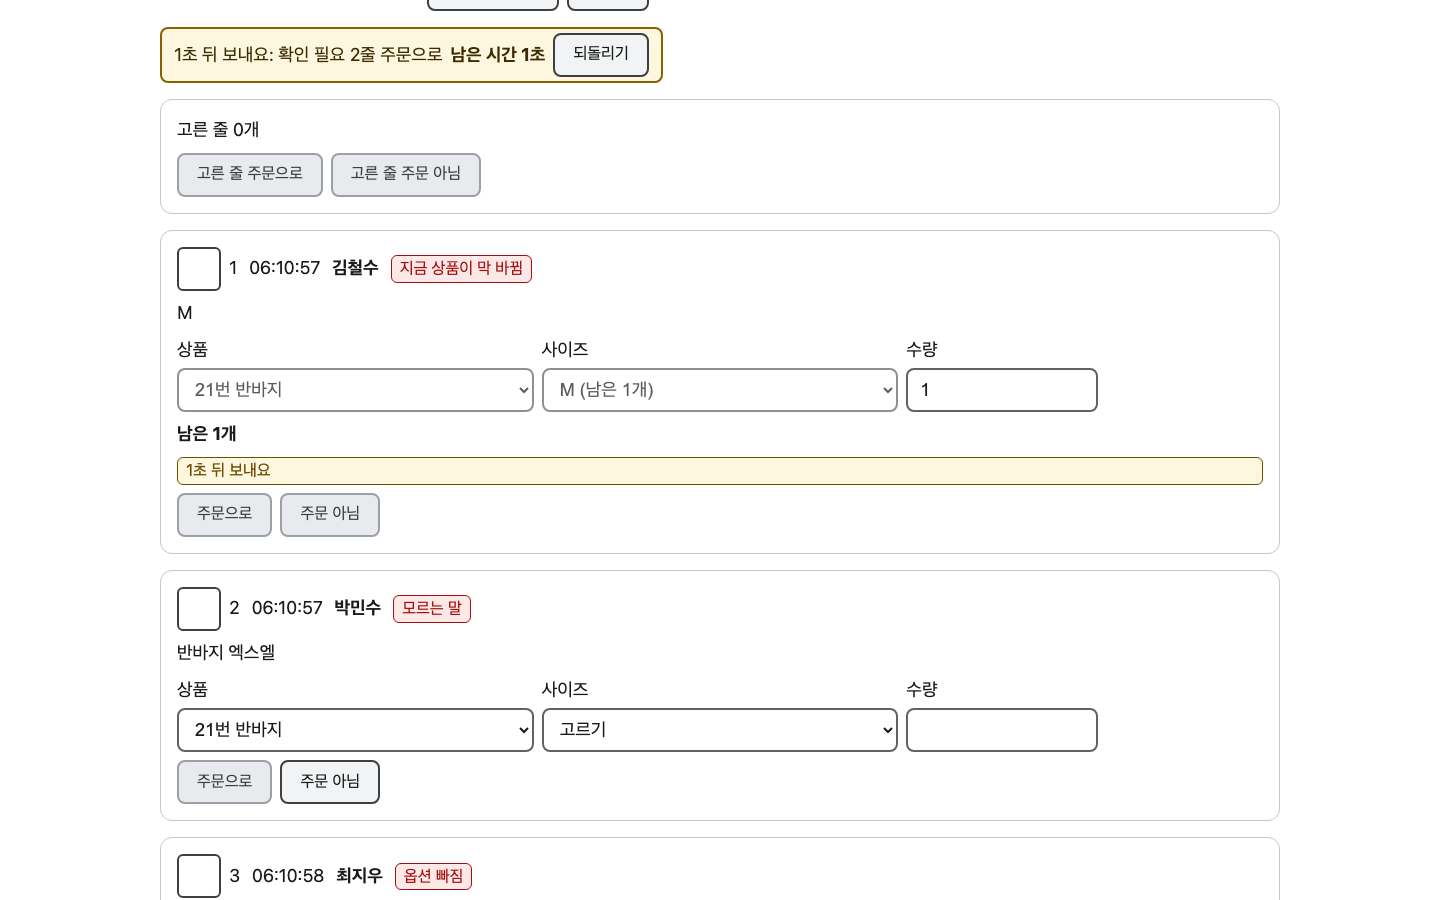 1초 뒤 보내요: 확인 필요 2줄 주문으로 남은 시간 1초 되돌리기
고른 줄 0개
고른 줄 주문으로 고른 줄 주문 아님
1 06:10:57 김철수 지금 상품이 막 바뀜
M
상품 사이즈 수량
21번 반바지 M (남은 1개) 1
남은 1개
1초 뒤 보내요
주문으로 주문 아님
2 06:10:57 박민수 모르는 말
반바지 엑스엘
상품 사이즈 수량
21번 반바지 고르기
주문으로 주문 아님
3 06:10:58 최지우 옵션 빠짐